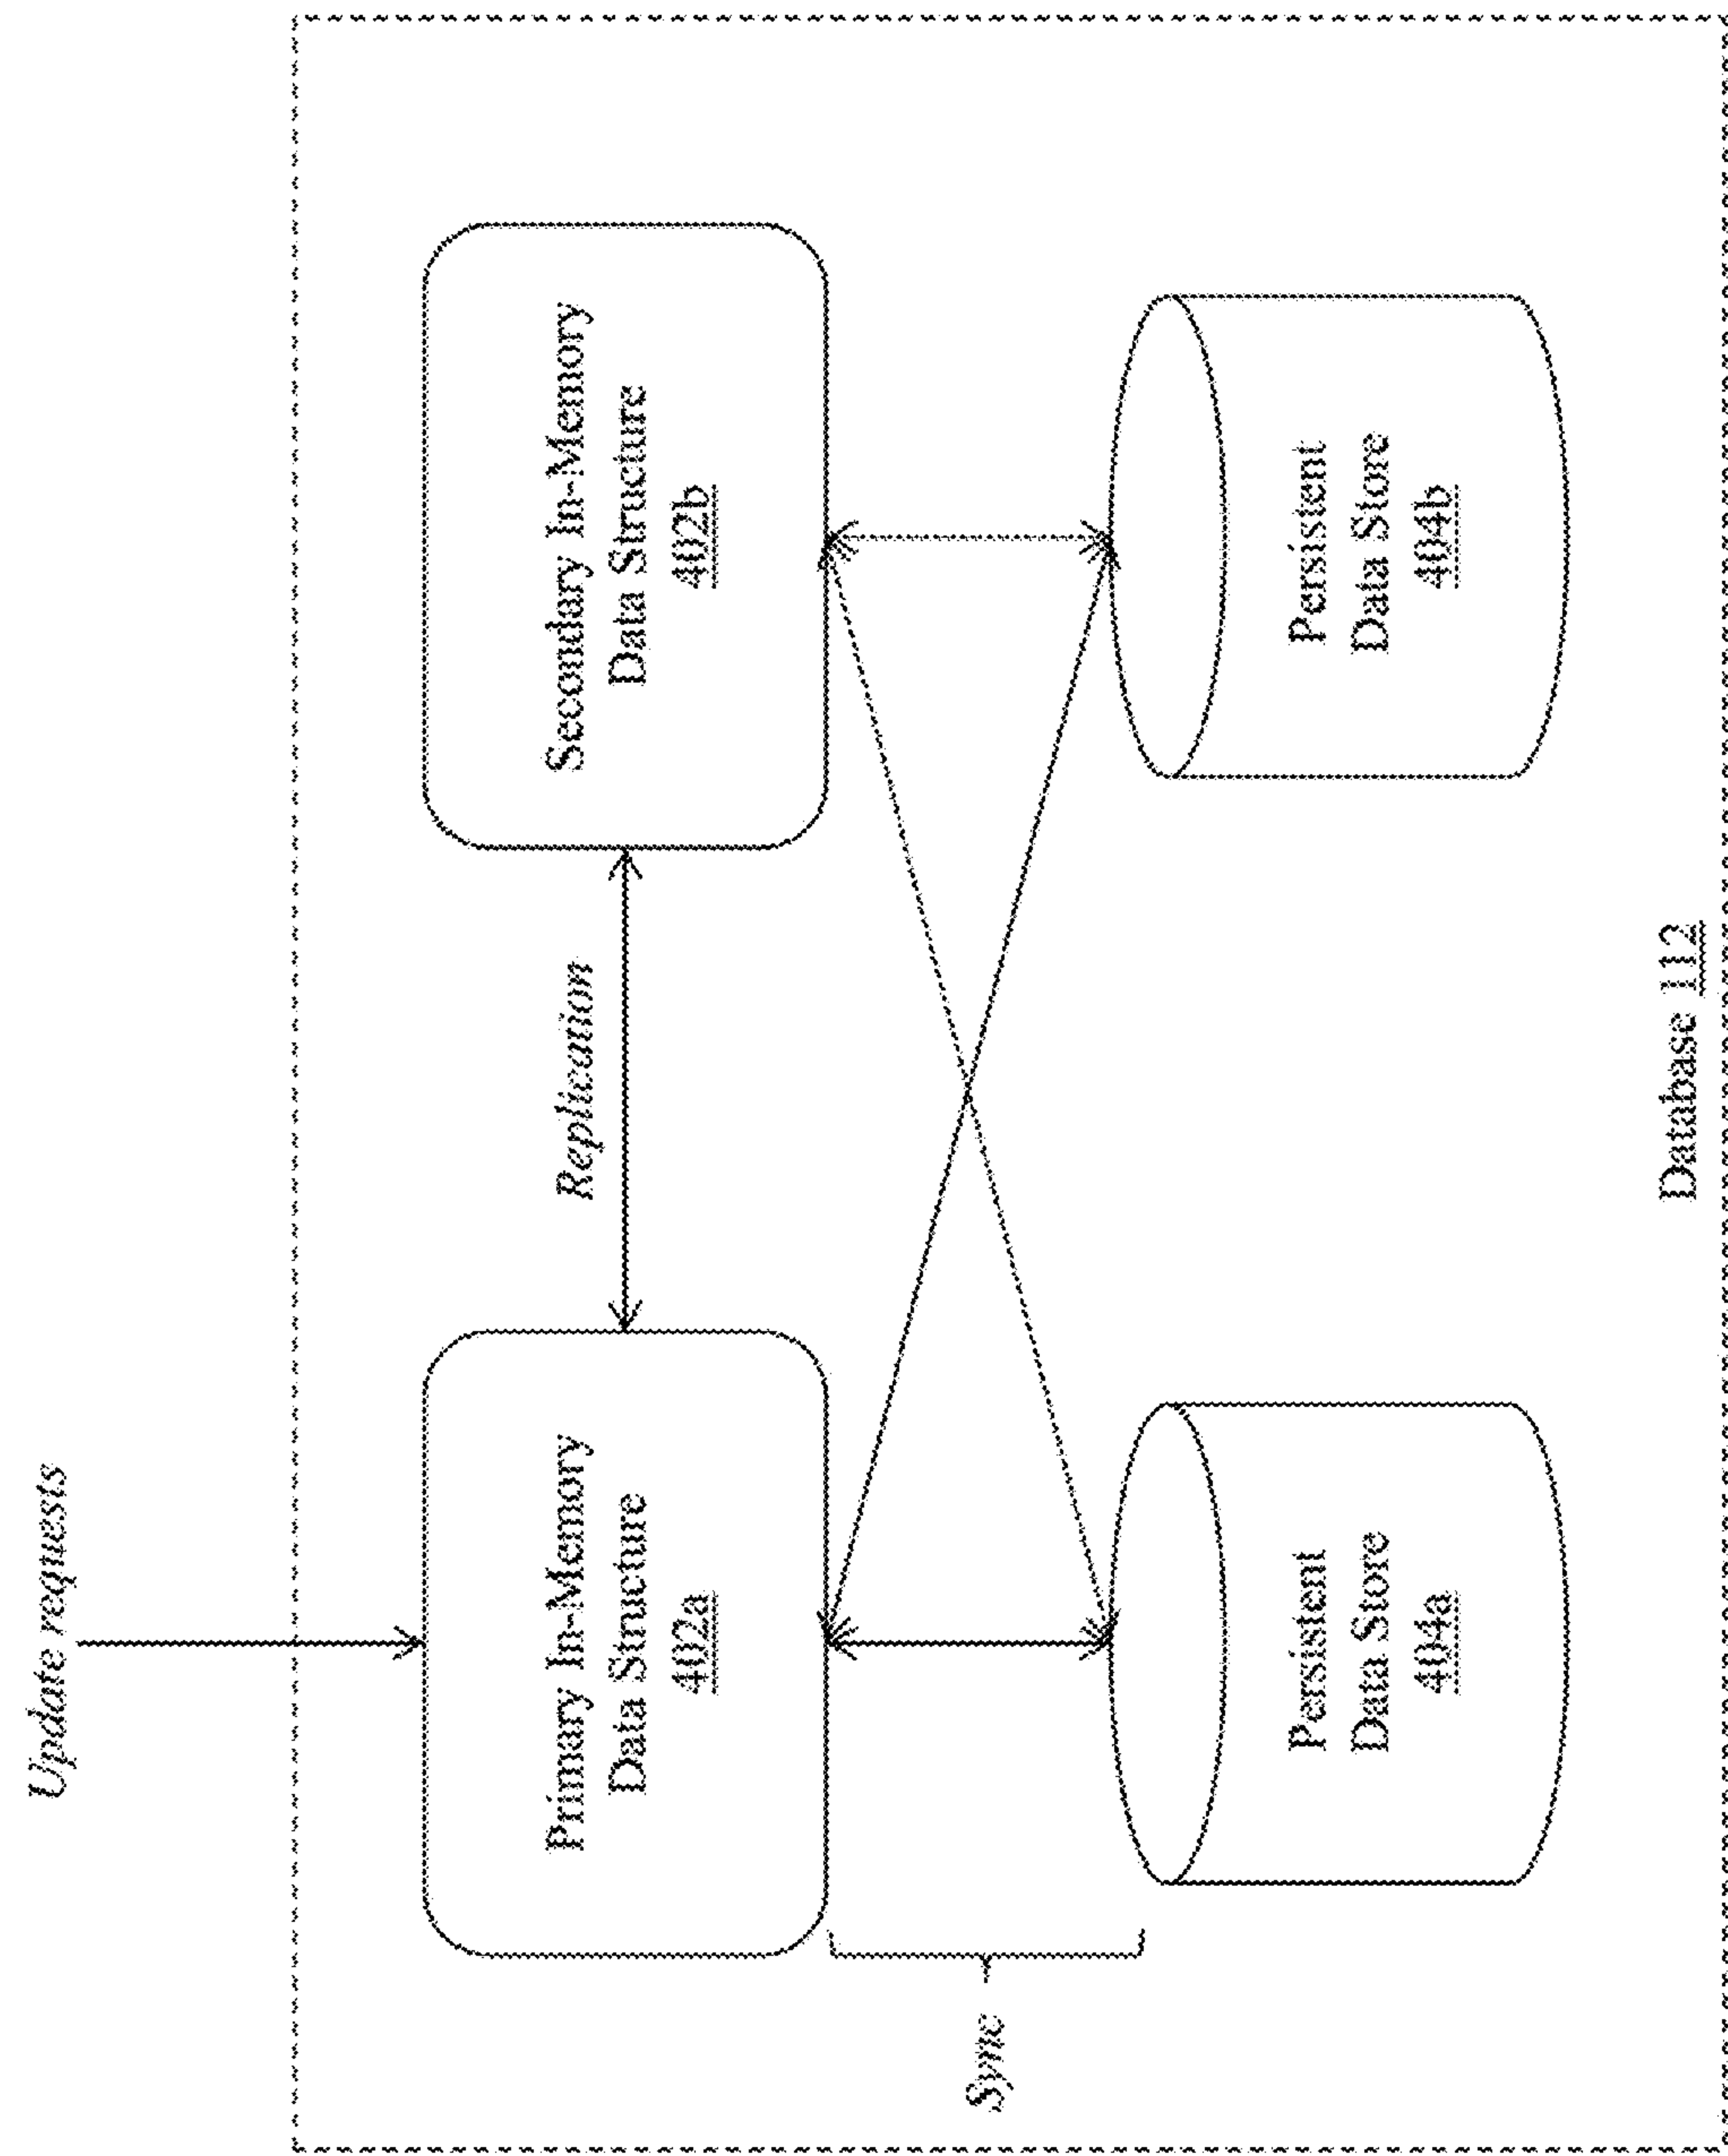 Update requests
Primary In-Memory
Data Structure
402a
Replication
Secondary In-Memory
Data Structure
402b
Sync
Persistent
Data Store
404a
Persistent
Data Store
404b
Database 112